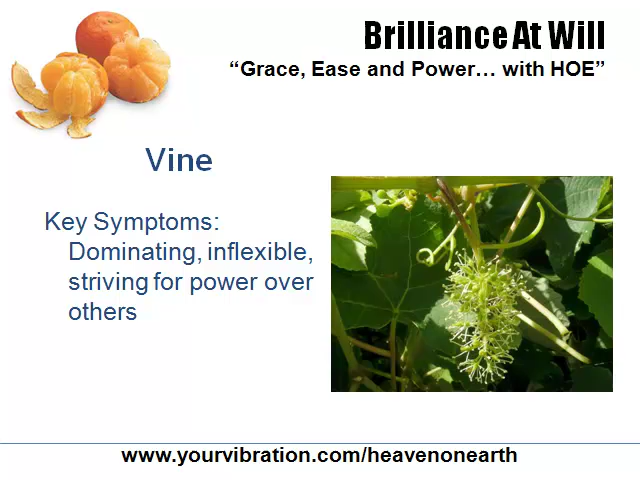 Brilliance At Will
“Grace, Ease and Power… with HOE”
Vine
Key Symptoms:
Dominating, inflexible,
striving for power over
others
www.yourvibration.com/heavenonearth